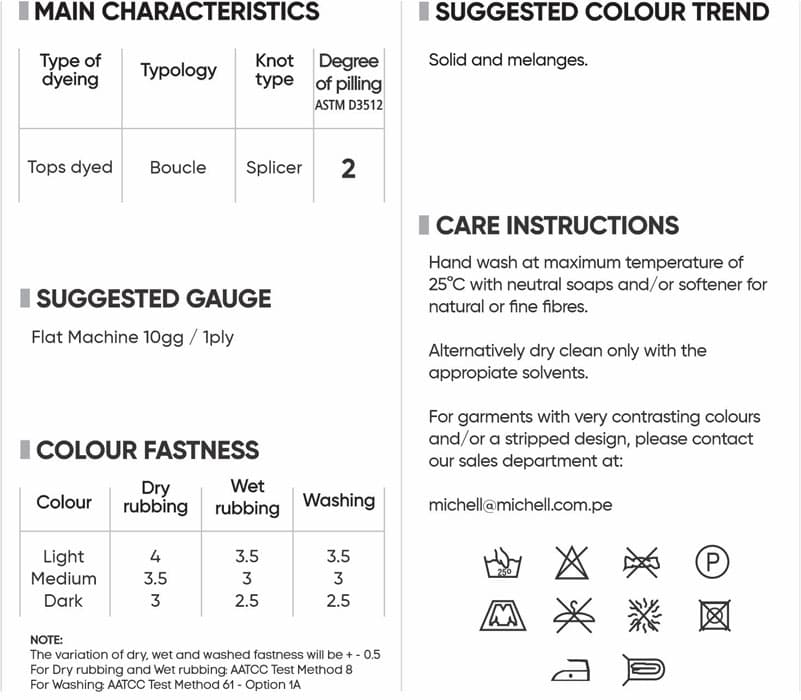 MAIN CHARACTERISTICS
Type of dyeing Typology Knot type Degree of pilling ASTM D3512
Tops dyed Boucle Splicer 2
SUGGESTED GAUGE
Flat Machine 10gg / 1ply
COLOUR FASTNESS
Colour Dry rubbing Wet rubbing Washing
Light 4 3.5 3.5
Medium 3.5 3 3
Dark 3 2.5 2.5
NOTE:
The variation of dry, wet and washed fastness will be + - 0.5
For Dry rubbing and Wet rubbing: AATCC Test Method 8
For Washing: AATCC Test Method 61 - Option 1A
SUGGESTED COLOUR TREND
Solid and melanges.
CARE INSTRUCTIONS
Hand wash at maximum temperature of
25°C with neutral soaps and/or softener for
natural or fine fibres.
Alternatively dry clean only with the
appropiate solvents.
For garments with very contrasting colours
and/or a stripped design, please contact
our sales department at:
michell@michell.com.pe
25º
P